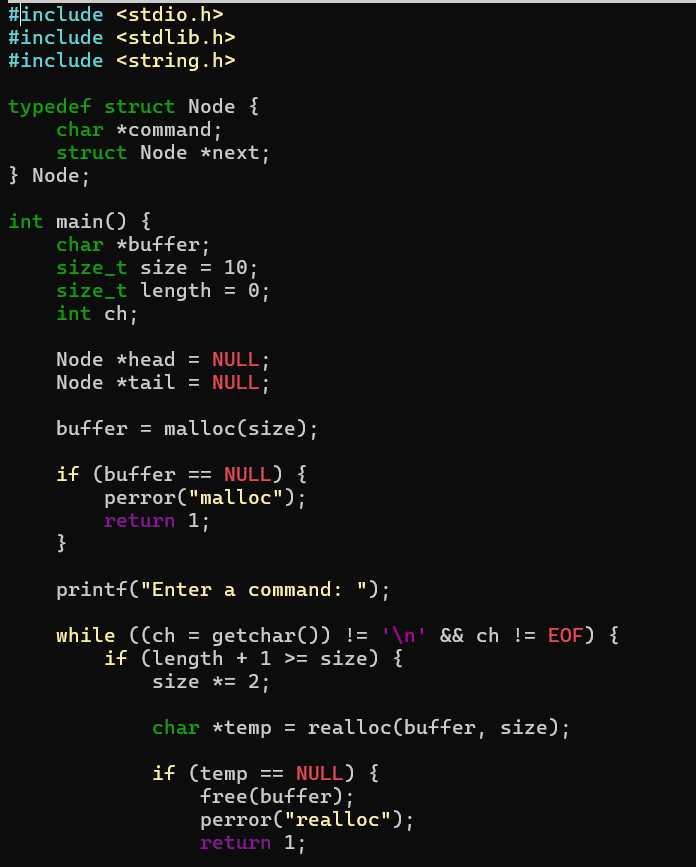 #include <stdio.h>
#include <stdlib.h>
#include <string.h>

typedef struct Node {
    char *command;
    struct Node *next;
} Node;

int main() {
    char *buffer;
    size_t size = 10;
    size_t length = 0;
    int ch;

    Node *head = NULL;
    Node *tail = NULL;

    buffer = malloc(size);

    if (buffer == NULL) {
        perror("malloc");
        return 1;
    }

    printf("Enter a command: ");

    while ((ch = getchar()) != '\n' && ch != EOF) {
        if (length + 1 >= size) {
            size *= 2;

            char *temp = realloc(buffer, size);

            if (temp == NULL) {
                free(buffer);
                perror("realloc");
                return 1;